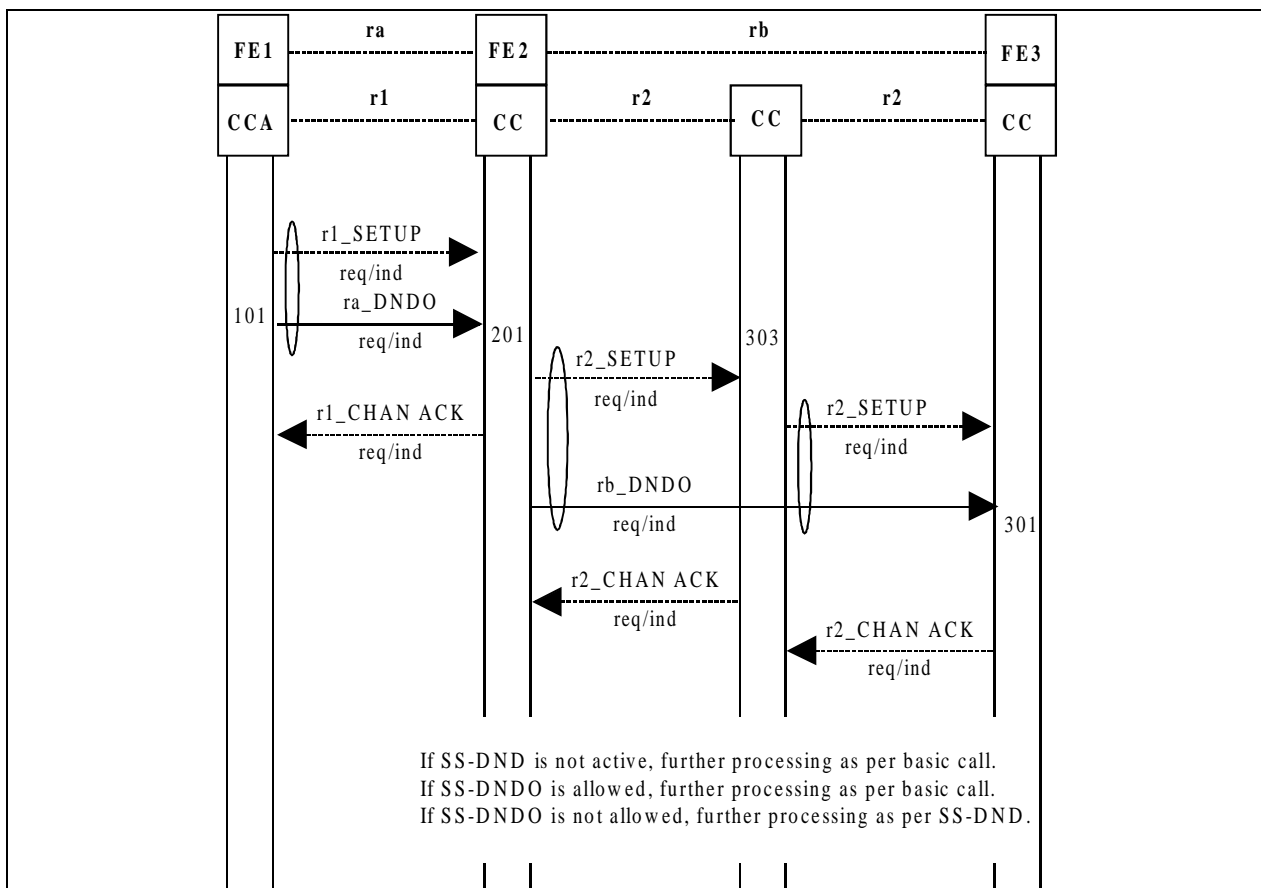 ra
rb
FE1
FE2
FE3
r1
r2
r2
CCA
CC
CC
CC
r1_SETUP
req/ind
ra_DNDO
req/ind
101
201
303
r2_SETUP
req/ind
r1_CHAN ACK
req/ind
r2_SETUP
req/ind
rb_DNDO
req/ind
301
r2_CHAN ACK
req/ind
r2_CHAN ACK
req/ind
If SS-DND is not active, further processing as per basic call.
If SS-DNDO is allowed, further processing as per basic call.
If SS-DNDO is not allowed, further processing as per SS-DND.